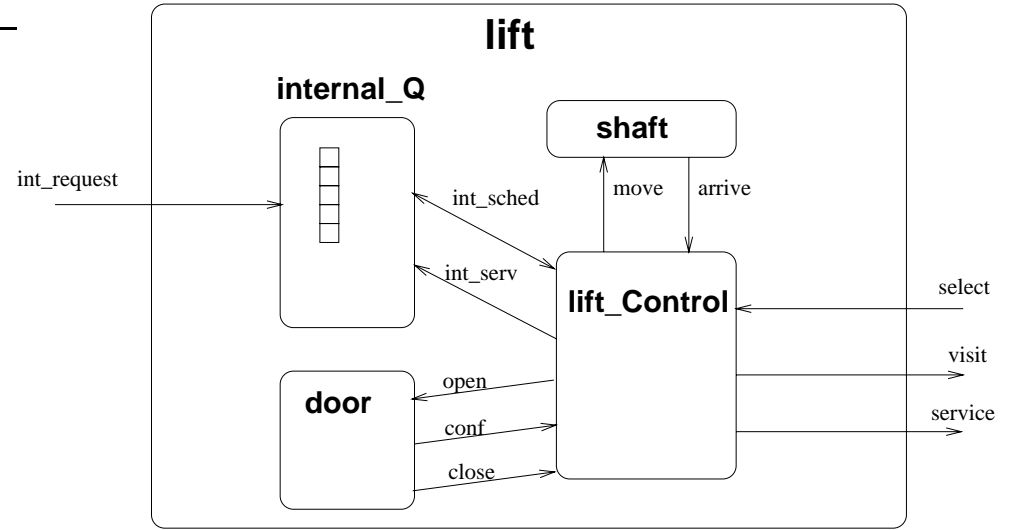 lift
internal_Q
shaft
int_request
int_sched
move
arrive
int_serv
lift_Control
select
visit
service
door
open
conf
close